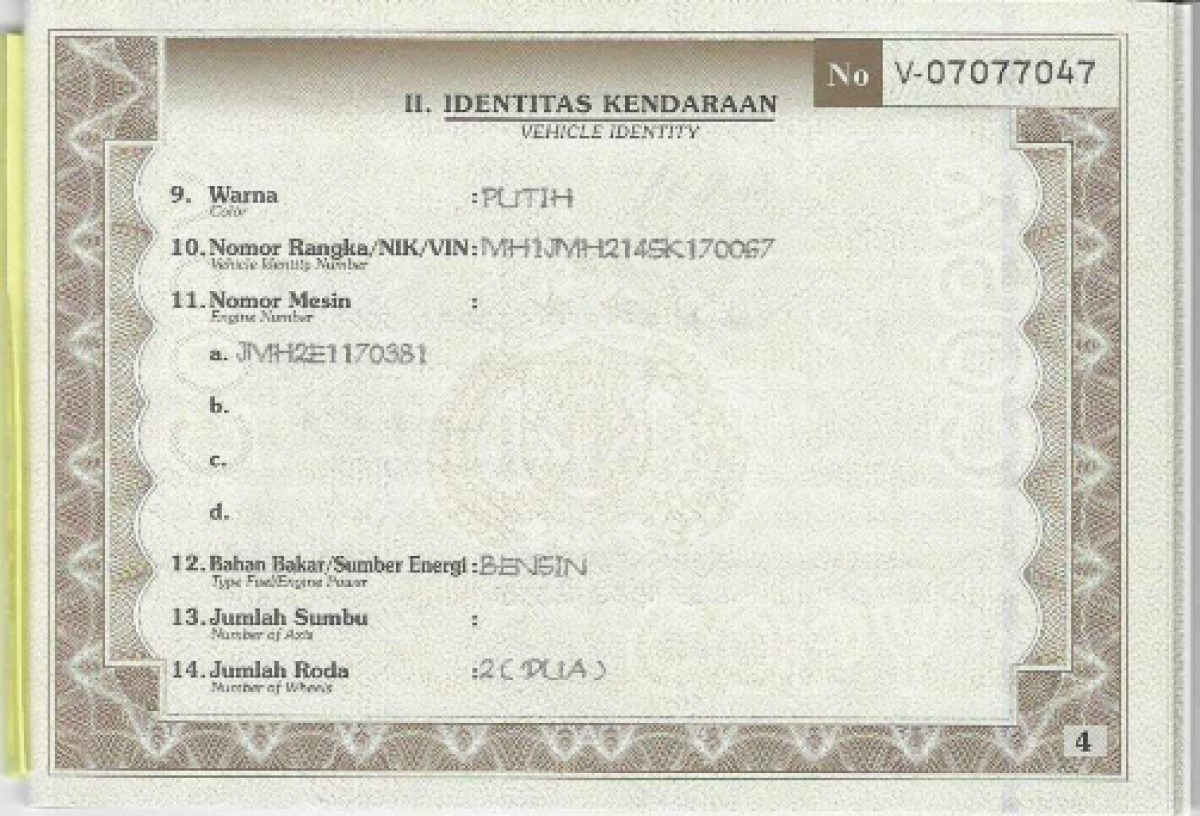 No V-07077047
II. IDENTITAS KENDARAAN
VEHICLE IDENTITY
9. Warna : PUTIH
Color
10. Nomor Rangka/NIK/VIN : MH1JMH214SK170067
Vehicle Identity Number
11. Nomor Mesin :
Engine Number
a. JMH2E1170381
b.
c.
d.
12. Bahan Bakar/Sumber Energi : BENSIN
Type Fuel/Engine Power
13. Jumlah Sumbu :
Number of Axis
14. Jumlah Roda : 2 ( DUA )
Number of Wheels
4